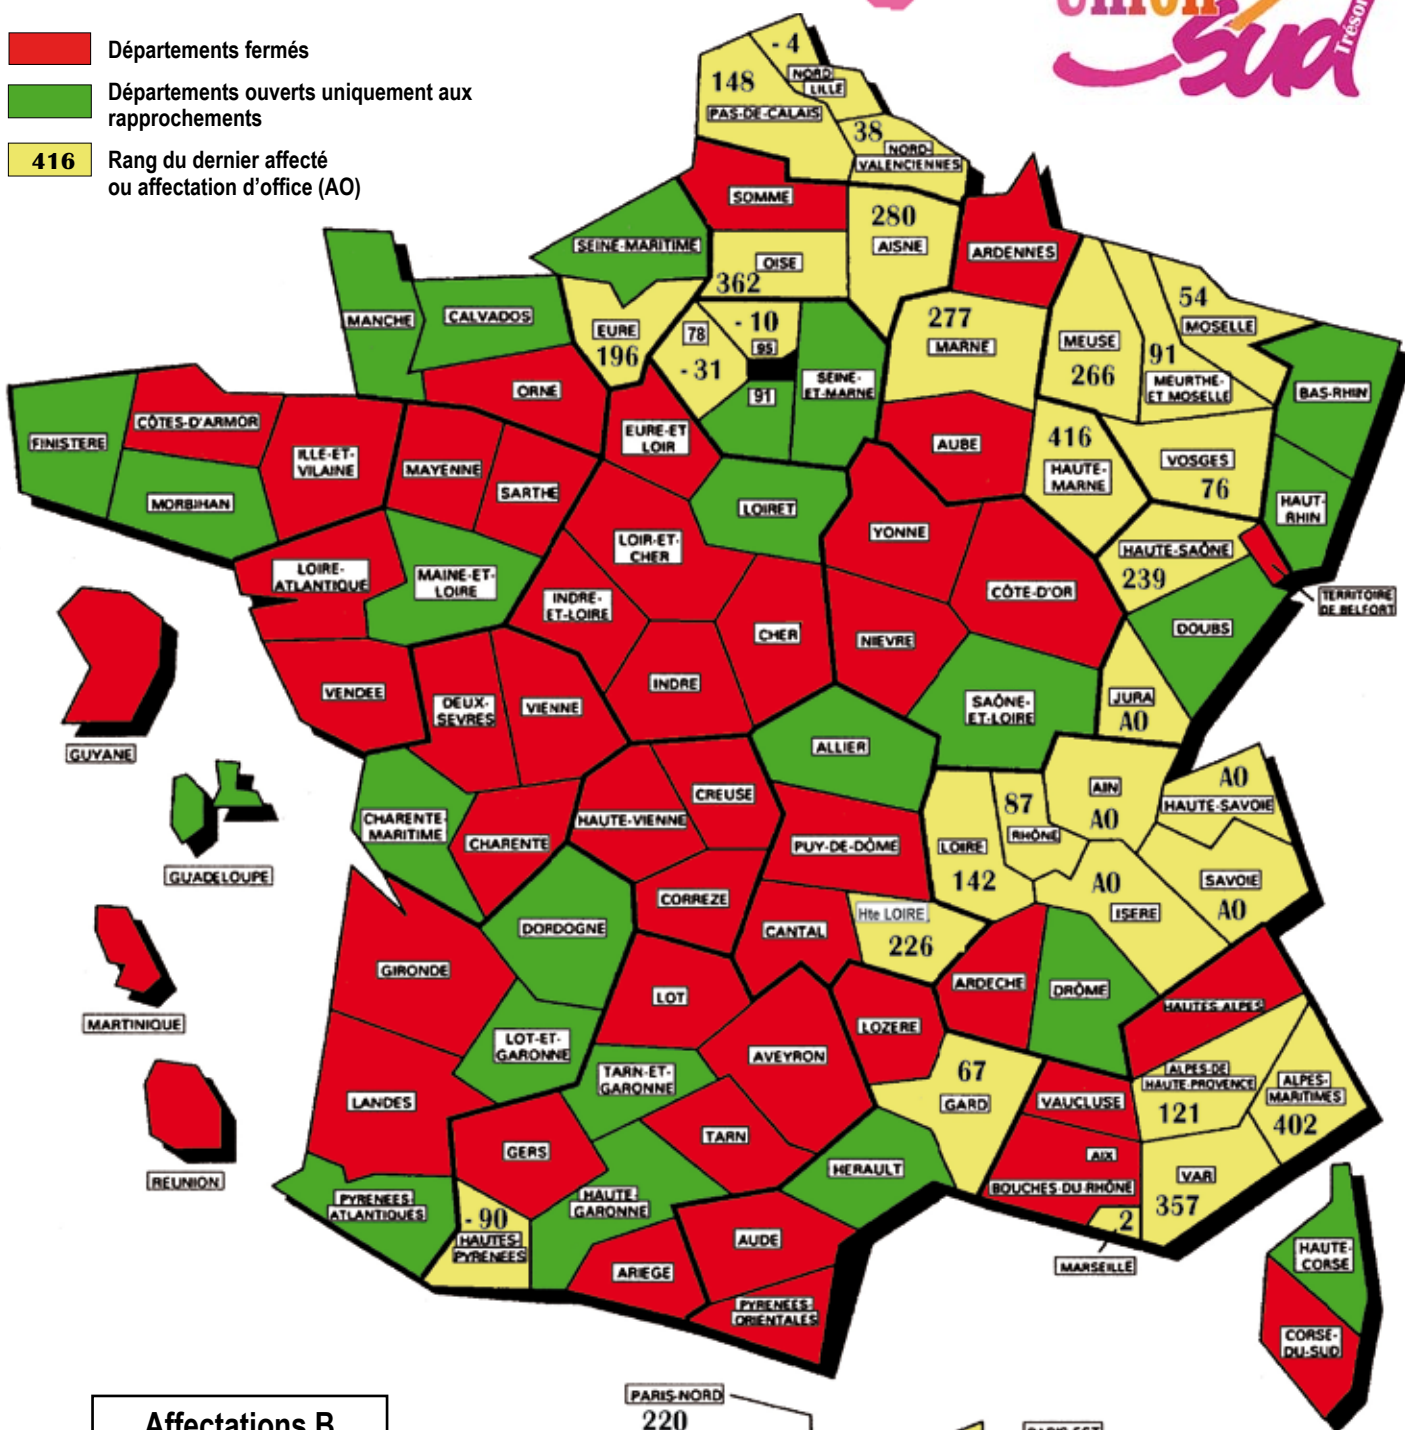 Union
Sud
Trésor
Départements fermés
Départements ouverts uniquement aux
rapprochements
416
Rang du dernier affecté
ou affectation d'office (AO)
- 4
NORD
LILLE
148
PAS-DE-CALAIS
38
NORD-
VALENCIENNES
SOMME
280
AISNE
SEINE-MARITIME
OISE
362
ARDENNES
MANCHE
CALVADOS
EURE
196
78
- 31
- 10
95
91
SEINE-
ET-MARNE
277
MARNE
MEUSE
266
54
MOSELLE
91
MEURTHE-
ET MOSELLE
BAS-RHIN
ORNE
FINISTERE
CÔTES-D'ARMOR
ILLE-ET-
VILAINE
MORBIHAN
MAYENNE
SARTHE
EURE-ET
LOIR
AUBE
416
HAUTE-
MARNE
VOSGES
76
HAUT-
RHIN
LOIRET
YONNE
LOIR-ET-
CHER
HAUTE-SAÔNE
239
TERRITOIRE
DE BELFORT
LOIRE-
ATLANTIQUE
MAINE-ET-
LOIRE
INDRE-
ET-LOIRE
CÔTE-D'OR
DOUBS
CHER
NIEVRE
INDRE
VENDEE
DEUX-
SEVRES
VIENNE
SAÔNE-
ET-LOIRE
JURA
AO
GUYANE
ALLIER
AIN
AO
AO
HAUTE-SAVOIE
CREUSE
87
RHÔNE
GUADELOUPE
CHARENTE-
MARITIME
CHARENTE
HAUTE-VIENNE
PUY-DE-DÔME
LOIRE
142
AO
ISERE
SAVOIE
AO
CORREZE
DORDOGNE
CANTAL
Hte LOIRE
226
MARTINIQUE
GIRONDE
LOT
ARDECHE
DRÔME
HAUTES-ALPES
LOT-ET-
GARONNE
LOZERE
AVEYRON
TARN-ET-
GARONNE
67
GARD
VAUCLUSE
ALPES-DE
HAUTE-PROVENCE
121
ALPES-
MARITIMES
402
LANDES
TARN
GERS
HERAULT
AIX
BOUCHES-DU-RHÔNE
VAR
357
REUNION
PYRENEES-
ATLANTIQUES
- 90
HAUTES-
PYRENEES
HAUTE-
GARONNE
2
MARSEILLE
AUDE
ARIEGE
HAUTE-
CORSE
PYRENEES-
ORIENTALES
CORSE-
DU-SUD
Affectations B
PARIS-NORD
220
PARIS-EST